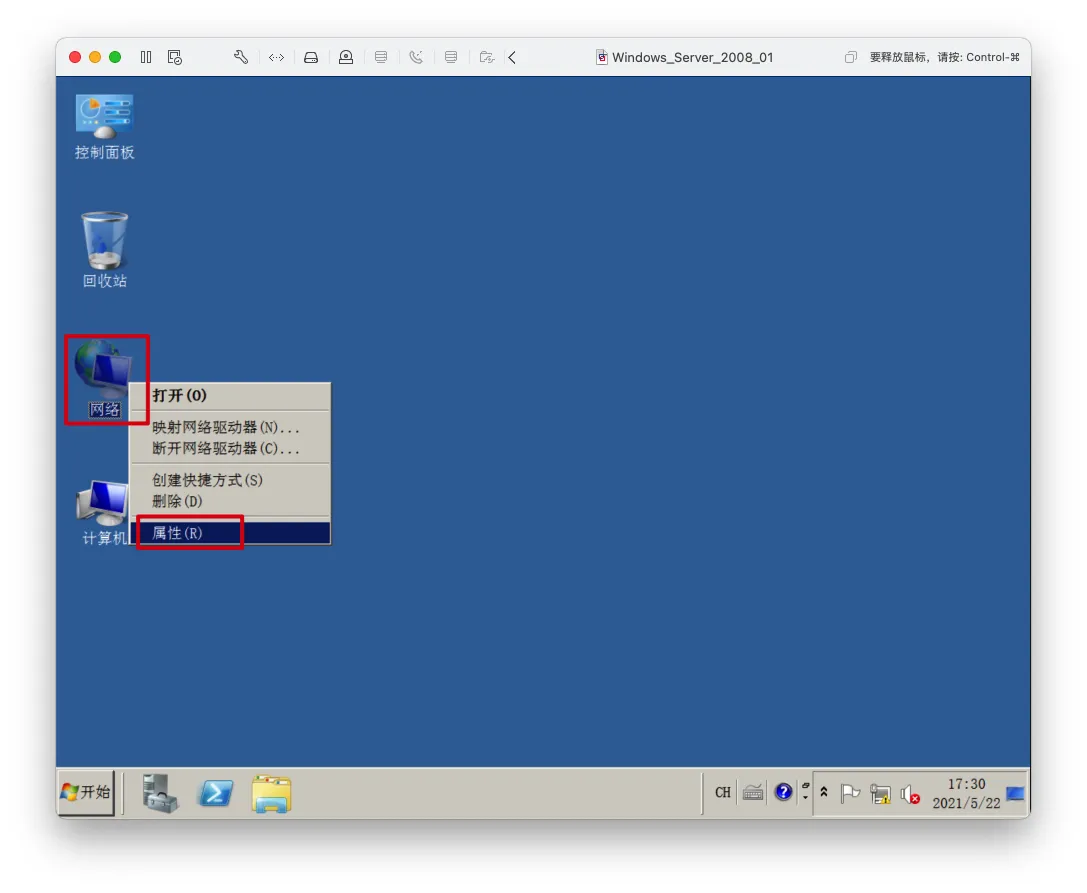 Windows_Server_2008_01
要释放鼠标，请按: Control-⌘
控制面板
回收站
网络
打开(O)
映射网络驱动器(N)...
断开网络驱动器(C)...
创建快捷方式(S)
删除(D)
属性(R)
计算机
开始
CH
17:30
2021/5/22